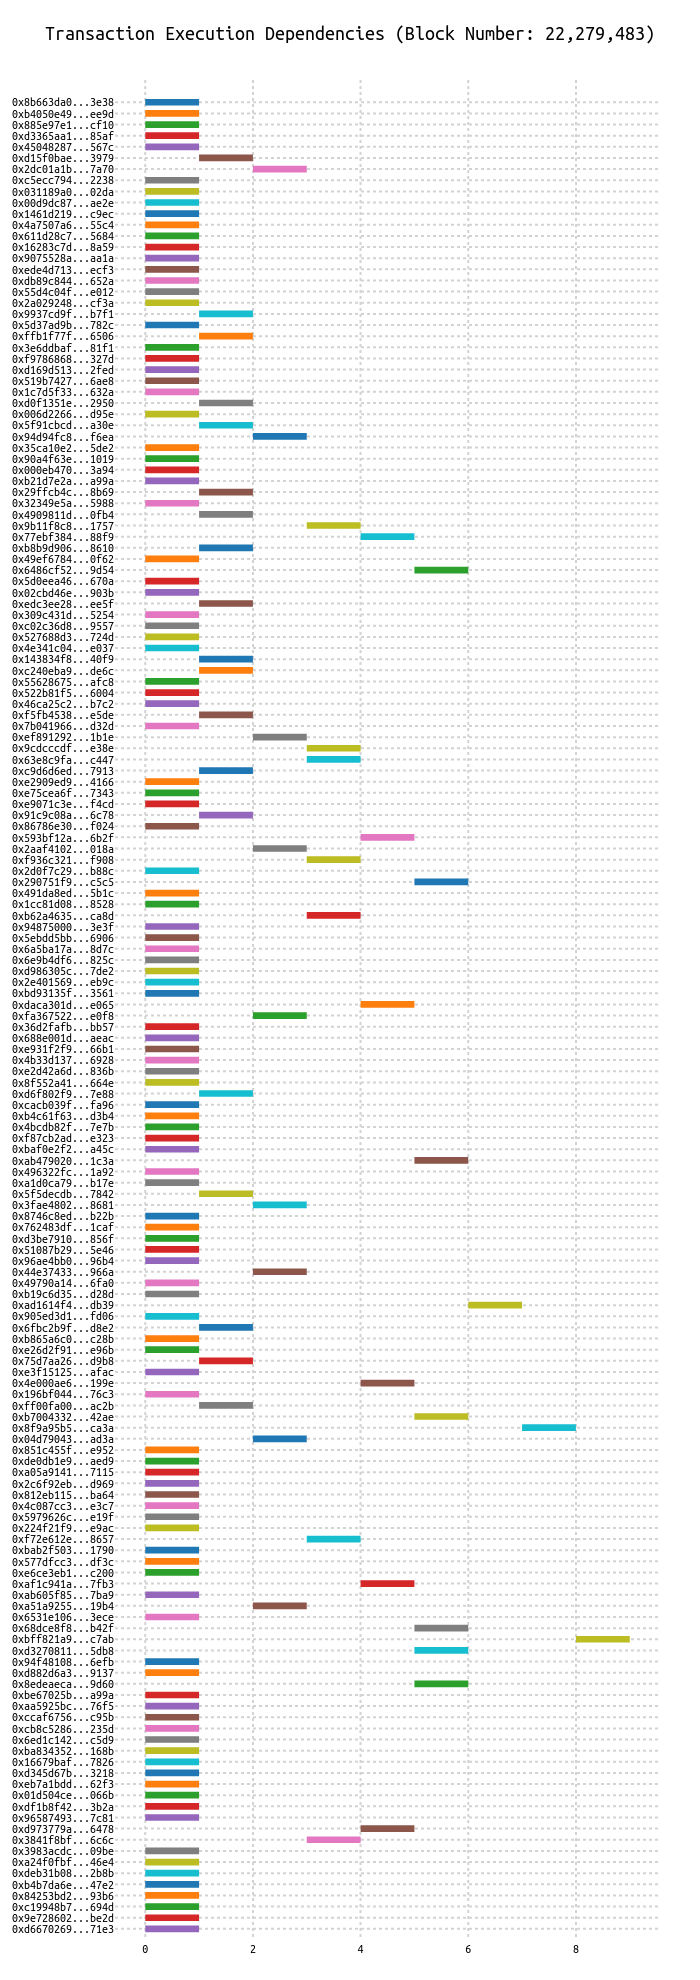 Transaction Execution Dependencies (Block Number: 22,279,483)
0x8b663da0...3e38
0xb4050e49...ee9d
0x885e97e1...cf10
0xd3365aa1...85af
0x45048287...567c
0xd15f0bae...3979
0x2dc01a1b...7a70
0xc5ecc794...2238
0x031189a0...02da
0x00d9dc87...ae2e
0x1461d219...c9ec
0x4a7507a6...55c4
0x611d28c7...5684
0x16283c7d...8a59
0x9075528a...aa1a
0xede4d713...ecf3
0xdb89c844...652a
0x55d4c04f...e012
0x2a029248...cf3a
0x9937cd9f...b7f1
0x5d37ad9b...782c
0xffb1f77f...6506
0x3e6ddbaf...81f1
0xf9786868...327d
0xd169d513...2fed
0x519b7427...6ae8
0x1c7d5f33...632a
0xd0f1351e...2950
0x006d2266...d95e
0x5f91cbcd...a30e
0x94d94fc8...f6ea
0x35ca10e2...5de2
0x90a4f63e...1019
0x000eb470...3a94
0xb21d7e2a...a99a
0x29ffcb4c...8b69
0x32349e5a...5988
0x4909811d...0fb4
0x9b11f8c8...1757
0x77ebf384...88f9
0xb8b9d906...8610
0x49ef6784...0f62
0x6486cf52...9d54
0x5d0eea46...670a
0x02cbd46e...903b
0xedc3ee28...ee5f
0x309c431d...5254
0xc02c36d8...9557
0x527688d3...724d
0x4e341c04...e037
0x143834f8...40f9
0xc240eba9...de6c
0x55628675...afc8
0x522b81f5...6004
0x46ca25c2...b7c2
0xf5fb4538...e5de
0x7b041966...d32d
0xef891292...1b1e
0x9cdcccdf...e38e
0x63e8c9fa...c447
0xc9d6d6ed...7913
0xe2909ed9...4166
0xe75cea6f...7343
0xe9071c3e...f4cd
0x91c9c08a...6c78
0x86786e30...f024
0x593bf12a...6b2f
0x2aaf4102...018a
0xf936c321...f908
0x2d0f7c29...b88c
0x290751f9...c5c5
0x491da8ed...5b1c
0x1cc81d08...8528
0xb62a4635...ca8d
0x94875000...3e3f
0x5ebdd5bb...6906
0x6a5ba17a...8d7c
0x6e9b4df6...825c
0xd986305c...7de2
0x2e401569...eb9c
0xbd93135f...3561
0xdaca301d...e065
0xfa367522...e0f8
0x36d2fafb...bb57
0x688e001d...aeac
0xe931f2f9...66b1
0x4b33d137...6928
0xe2d42a6d...836b
0x8f552a41...664e
0xd6f802f9...7e88
0xcacb039f...fa96
0xb4c61f63...d3b4
0x4bcdb82f...7e7b
0xf87cb2ad...e323
0xbaf0e2f2...a45c
0xab479020...1c3a
0x496322fc...1a92
0xa1d0ca79...b17e
0x5f5decdb...7842
0x3fae4802...8681
0x8746c8ed...b22b
0x762483df...1caf
0xd3be7910...856f
0x51087b29...5e46
0x96ae4bb0...96b4
0x44e37433...966a
0x49790a14...6fa0
0xb19c6d35...d28d
0xad1614f4...db39
0x905ed3d1...fd06
0x6fbc2b9f...d8e2
0xb865a6c0...c28b
0xe26d2f91...e96b
0x75d7aa26...d9b8
0xe3f15125...afac
0x4e000ae6...199e
0x196bf044...76c3
0xff00fa00...ac2b
0xb7004332...42ae
0x8f9a95b5...ca3a
0x04d79043...ad3a
0x851c455f...e952
0xde0db1e9...aed9
0xa05a9141...7115
0x2c6f92eb...d969
0x812eb115...ba64
0x4c087cc3...e3c7
0x5979626c...e19f
0x224f21f9...e9ac
0xf72e612e...8657
0xbab2f503...1790
0x577dfcc3...df3c
0xe6ce3eb1...c200
0xaf1c941a...7fb3
0xab605f85...7ba9
0xa51a9255...19b4
0x6531e106...3ece
0x68dce8f8...b42f
0xbff821a9...c7ab
0xd3270811...5db8
0x94f48108...6efb
0xd882d6a3...9137
0x8edeaeca...9d60
0xbe67025b...a99a
0xaa5925bc...76f5
0xccaf6756...c95b
0xcb8c5286...235d
0x6ed1c142...c5d9
0xba834352...168b
0x16679baf...7826
0xd345d67b...3218
0xeb7a1bdd...62f3
0x01d504ce...066b
0xdf1b8f42...3b2a
0x96587493...7c81
0xd973779a...6478
0x3841f8bf...6c6c
0x3983acdc...09be
0xa24f0fbf...46e4
0xdeb31b08...2b8b
0xb4b7da6e...47e2
0x84253bd2...93b6
0xc19948b7...694d
0x9e728602...be2d
0xd6670269...71e3
0 2 4 6 8